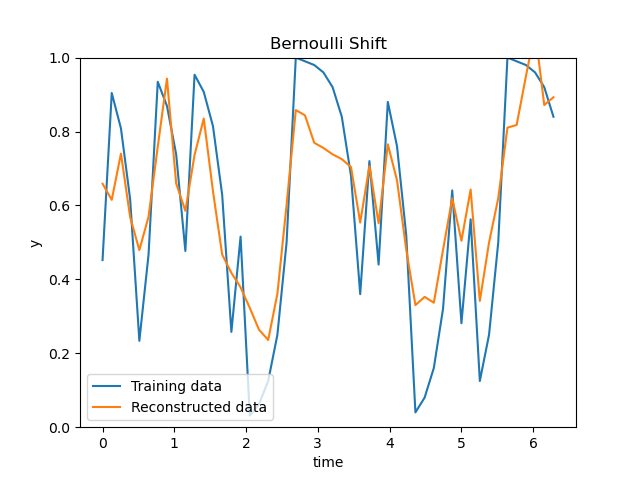 Bernoulli Shift
1.0
0.8
0.6
0.4
0.2
0.0
y
Training data
Reconstructed data
0 1 2 3 4 5 6
time